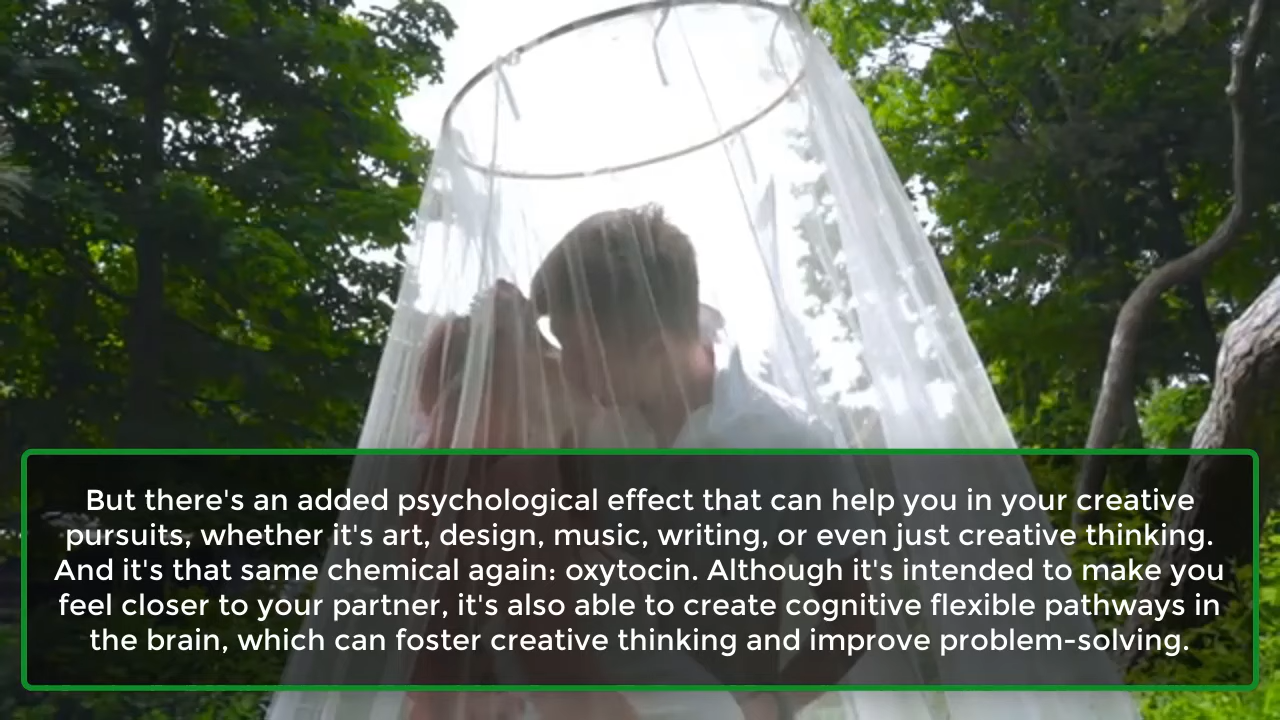 But there's an added psychological effect that can help you in your creative
pursuits, whether it's art, design, music, writing, or even just creative thinking.
And it's that same chemical again: oxytocin. Although it's intended to make you
feel closer to your partner, it's also able to create cognitive flexible pathways in
the brain, which can foster creative thinking and improve problem-solving.